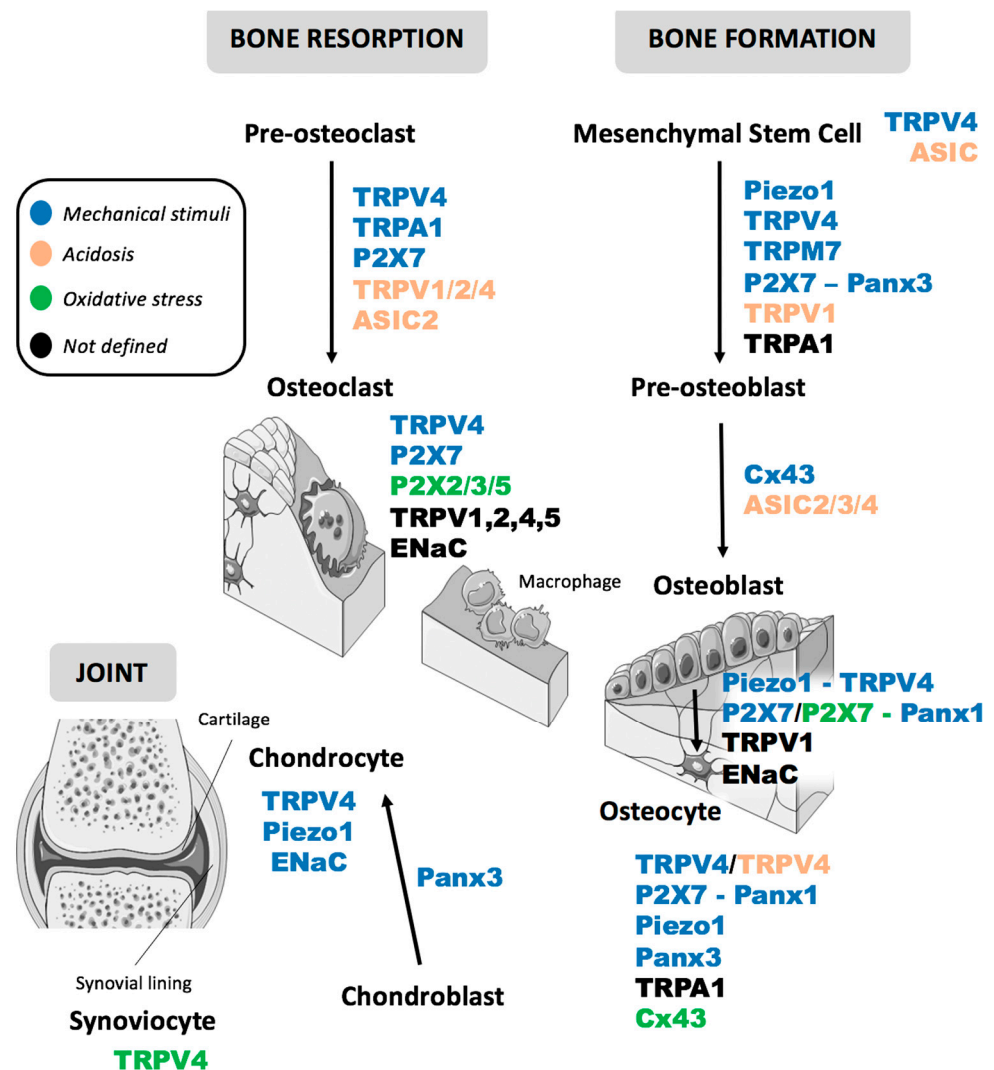 BONE RESORPTION
BONE FORMATION
Pre-osteoclast
TRPV4
TRPA1
P2X7
TRPV1/2/4
ASIC2
Mechanical stimuli
Acidosis
Oxidative stress
Not defined
Osteoclast
TRPV4
P2X7
P2X2/3/5
TRPV1,2,4,5
ENaC
Macrophage
Mesenchymal Stem Cell
TRPV4
ASIC
Piezo1
TRPV4
TRPM7
P2X7 – Panx3
TRPV1
TRPA1
Pre-osteoblast
Cx43
ASIC2/3/4
Osteoblast
Piezo1 - TRPV4
P2X7/P2X7 - Panx1
TRPV1
ENaC
Osteocyte
TRPV4/TRPV4
P2X7 - Panx1
Piezo1
Panx3
TRPA1
Cx43
JOINT
Cartilage
Chondrocyte
TRPV4
Piezo1
ENaC
Panx3
Chondroblast
Synovial lining
Synoviocyte
TRPV4